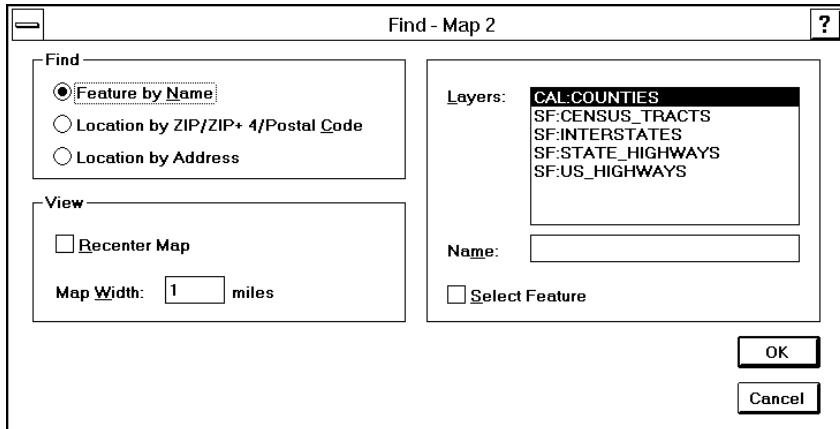 Find - Map 2
?
Find
Feature by Name
Location by ZIP/ZIP+ 4/Postal Code
Location by Address
View
Recenter Map
Map Width: 1 miles
Layers:
CAL:COUNTIES
SF:CENSUS_TRACTS
SF:INTERSTATES
SF:STATE_HIGHWAYS
SF:US_HIGHWAYS
Name:
Select Feature
OK
Cancel